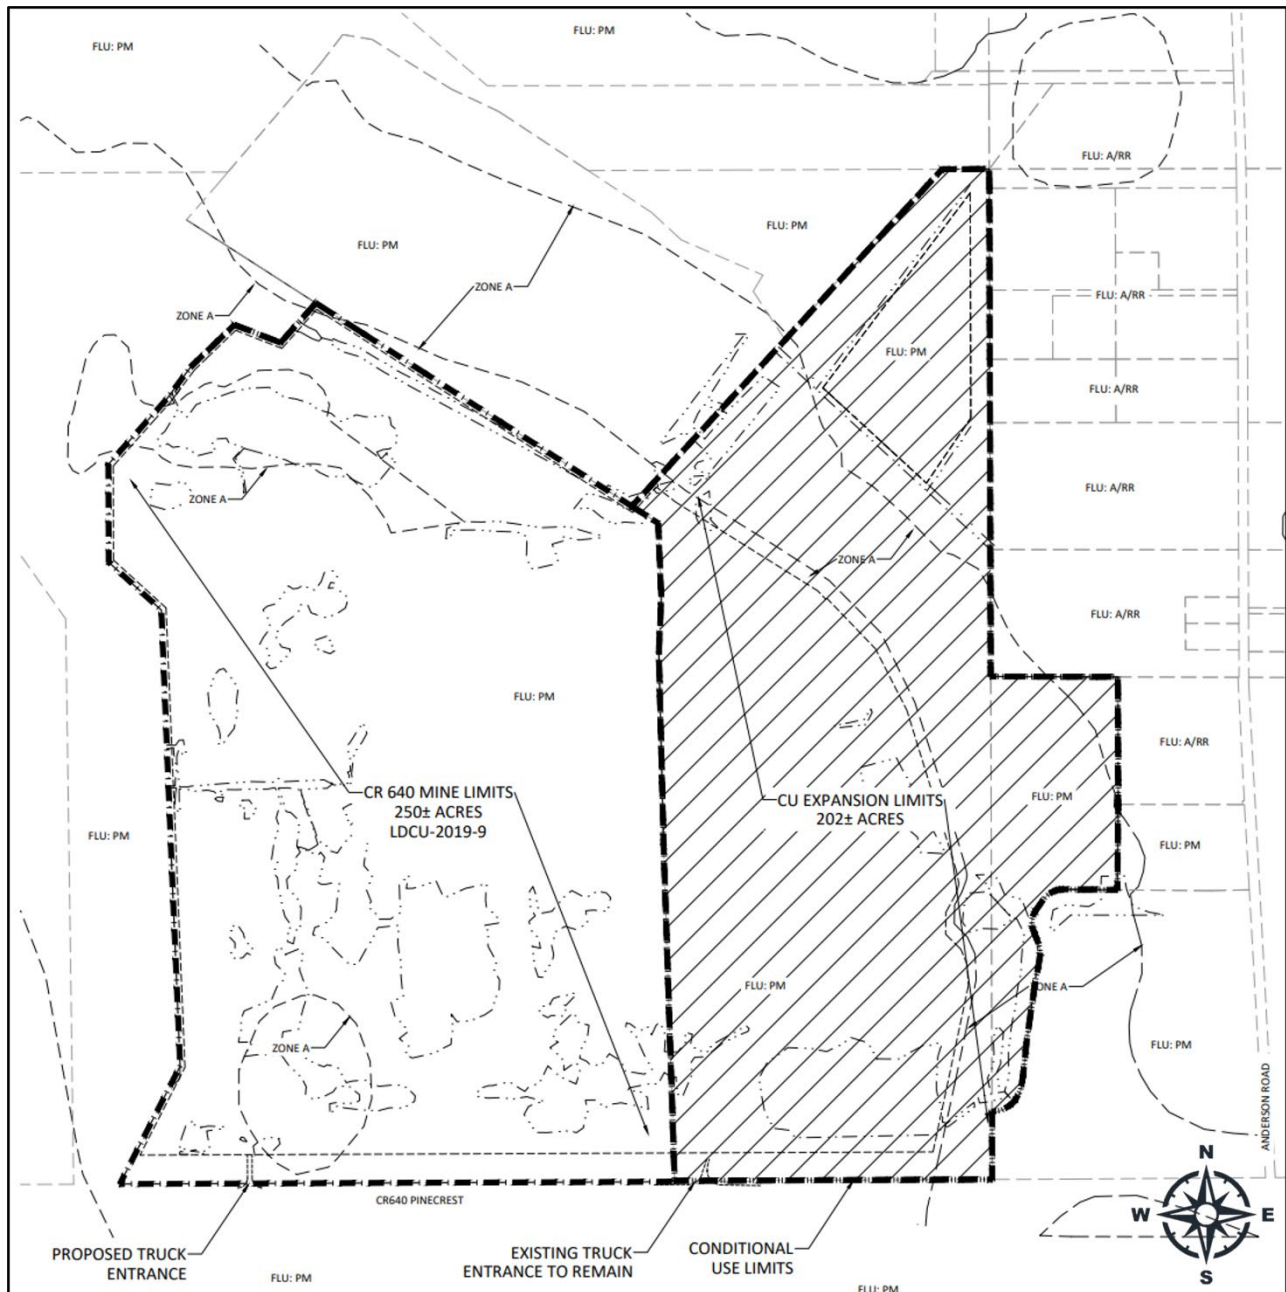 FLU: PM
FLU: PM
FLU: A/RR
FLU: PM
FLU: PM
ZONE A
FLU: A/RR
ZONE A
FLU: PM
FLU: A/RR
ZONE A
FLU: A/RR
ZONE A
FLU: A/RR
FLU: PM
FLU: A/RR
CR 640 MINE LIMITS
250± ACRES
LDCU-2019-9
CU EXPANSION LIMITS
202± ACRES
FLU: PM
FLU: PM
FLU: PM
FLU: PM
ONE A
ZONE A
FLU: PM
ANDERSON ROAD
N
W
E
S
CR640 PINECREST
PROPOSED TRUCK
ENTRANCE
EXISTING TRUCK
ENTRANCE TO REMAIN
CONDITIONAL
USE LIMITS
FLU: PM
FLU: PM